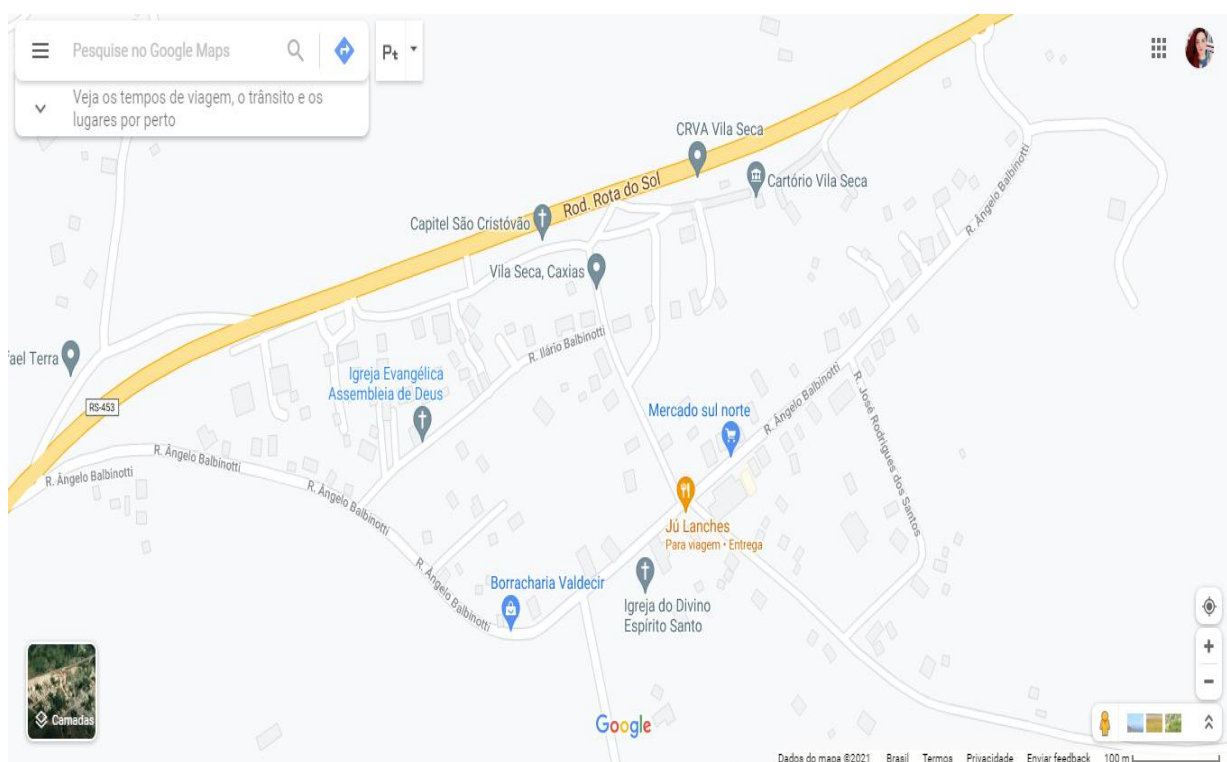 Pesquise no Google Maps
Veja os tempos de viagem, o trânsito e os
lugares por perto
CRVA Vila Seca
Cartório Vila Seca
Rod. Rota do Sol
Capitel São Cristóvão
Vila Seca, Caxias
R. Ângelo Balbinotti
R. Ilário Balbinotti
ael Terra
Igreja Evangélica
Assembleia de Deus
RS-453
Mercado sul norte
R. Ângelo Balbinotti
R. José Rodrigues dos Santos
R. Ângelo Balbinotti
R. Ângelo Balbinotti
R. Ângelo Balbinotti
R. Ângelo Balbinotti
Jú Lanches
Para viagem • Entrega
Borracharia Valdecir
Igreja do Divino
Espírito Santo
Camadas
Google
Dados do mapa ©2021 Brasil Termos Privacidade Enviar feedback 100 m